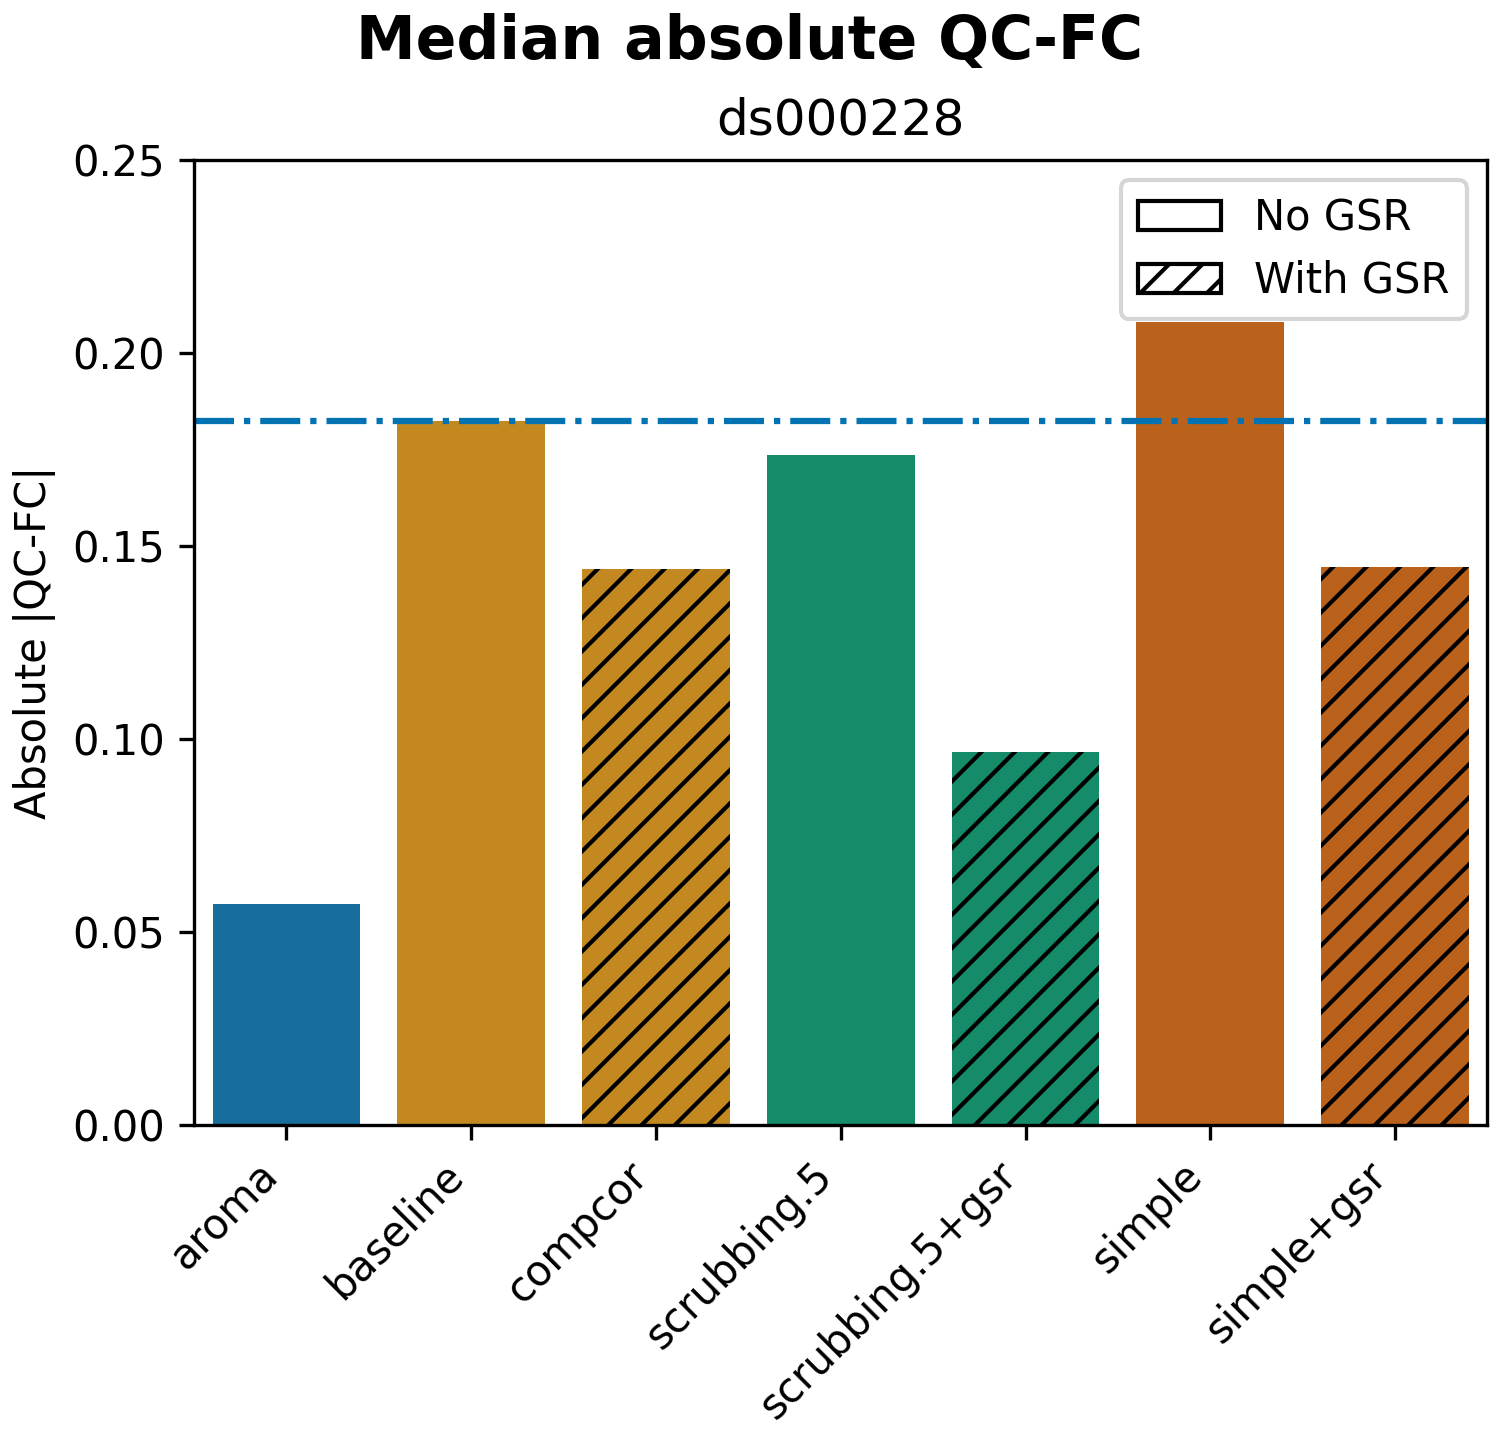 Median absolute QC-FC
ds000228
No GSR
With GSR
Absolute |QC-FC|
0.25
0.20
0.15
0.10
0.05
0.00
aroma
baseline
compcor
scrubbing.5
scrubbing.5+gsr
simple
simple+gsr